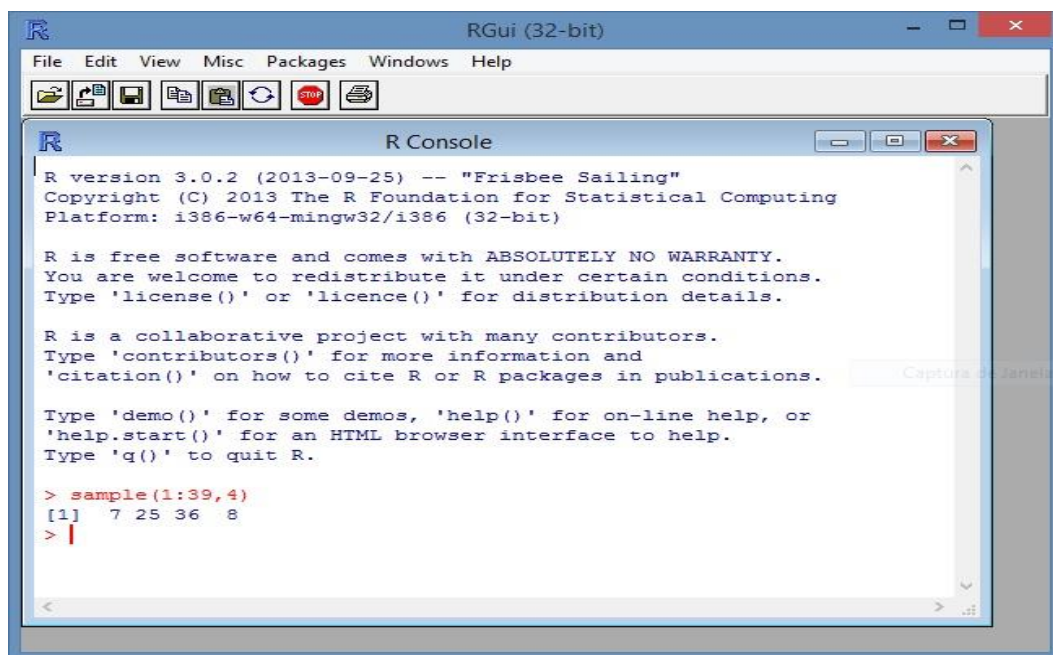 RGui (32-bit)
File Edit View Misc Packages Windows Help
STOP
R Console
R version 3.0.2 (2013-09-25) -- "Frisbee Sailing"
Copyright (C) 2013 The R Foundation for Statistical Computing
Platform: i386-w64-mingw32/i386 (32-bit)
R is free software and comes with ABSOLUTELY NO WARRANTY.
You are welcome to redistribute it under certain conditions.
Type 'license()' or 'licence()' for distribution details.
R is a collaborative project with many contributors.
Type 'contributors()' for more information and
'citation()' on how to cite R or R packages in publications.
Captura de Janela
Type 'demo()' for some demos, 'help()' for on-line help, or
'help.start()' for an HTML browser interface to help.
Type 'q()' to quit R.
> sample(1:39,4)
[1]  7 25 36  8
>